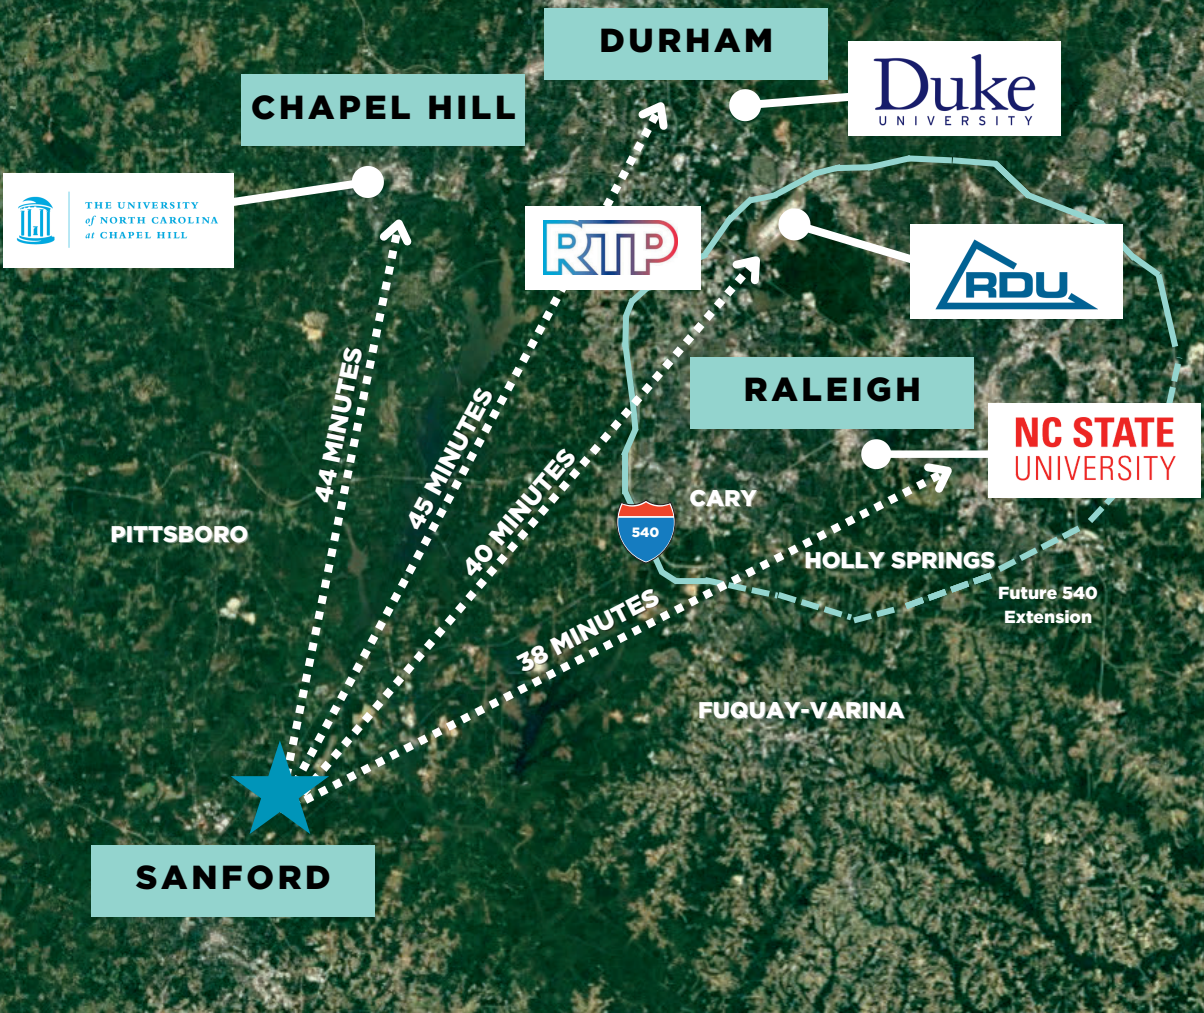 DURHAM
Duke
UNIVERSITY
CHAPEL HILL
THE UNIVERSITY
of NORTH CAROLINA
at CHAPEL HILL
RTP
RDU
44 MINUTES
45 MINUTES
40 MINUTES
38 MINUTES
RALEIGH
NC STATE
UNIVERSITY
CARY
540
PITTSBORO
HOLLY SPRINGS
Future 540
Extension
FUQUAY-VARINA
SANFORD